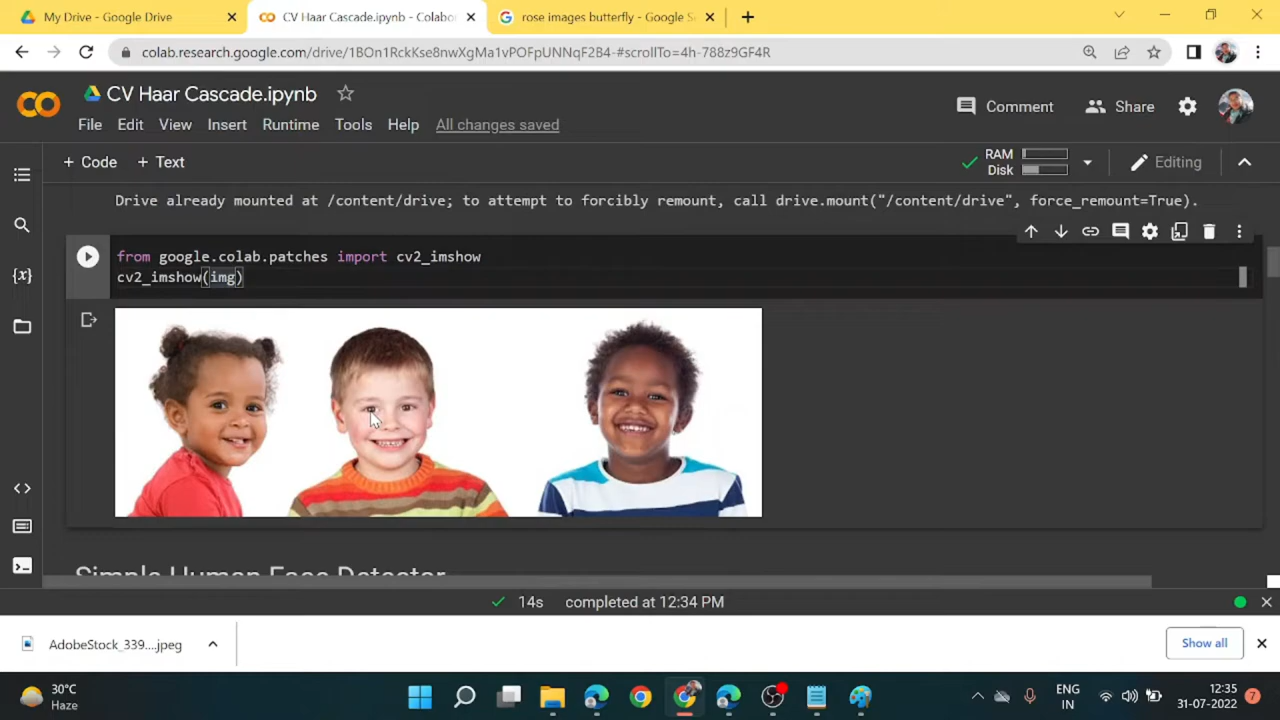 My Drive - Google Drive
CV Haar Cascade.ipynb - Colabo
rose images butterfly - Google Se
colab.research.google.com/drive/1BOn1RckKse8nwXgMa1vPOFpUNNqF2B4-#scrollTo=4h-788z9GF4R
CV Haar Cascade.ipynb
Comment
Share
File Edit View Insert Runtime Tools Help All changes saved
+ Code + Text
RAM
Disk
Editing
Drive already mounted at /content/drive; to attempt to forcibly remount, call drive.mount("/content/drive", force_remount=True).
from google.colab.patches import cv2_imshow
cv2_imshow(img)
Simple Human Face Detector
14s completed at 12:34 PM
AdobeStock_339....jpeg
Show all
30°C
Haze
ENG
IN
12:35
31-07-2022
7